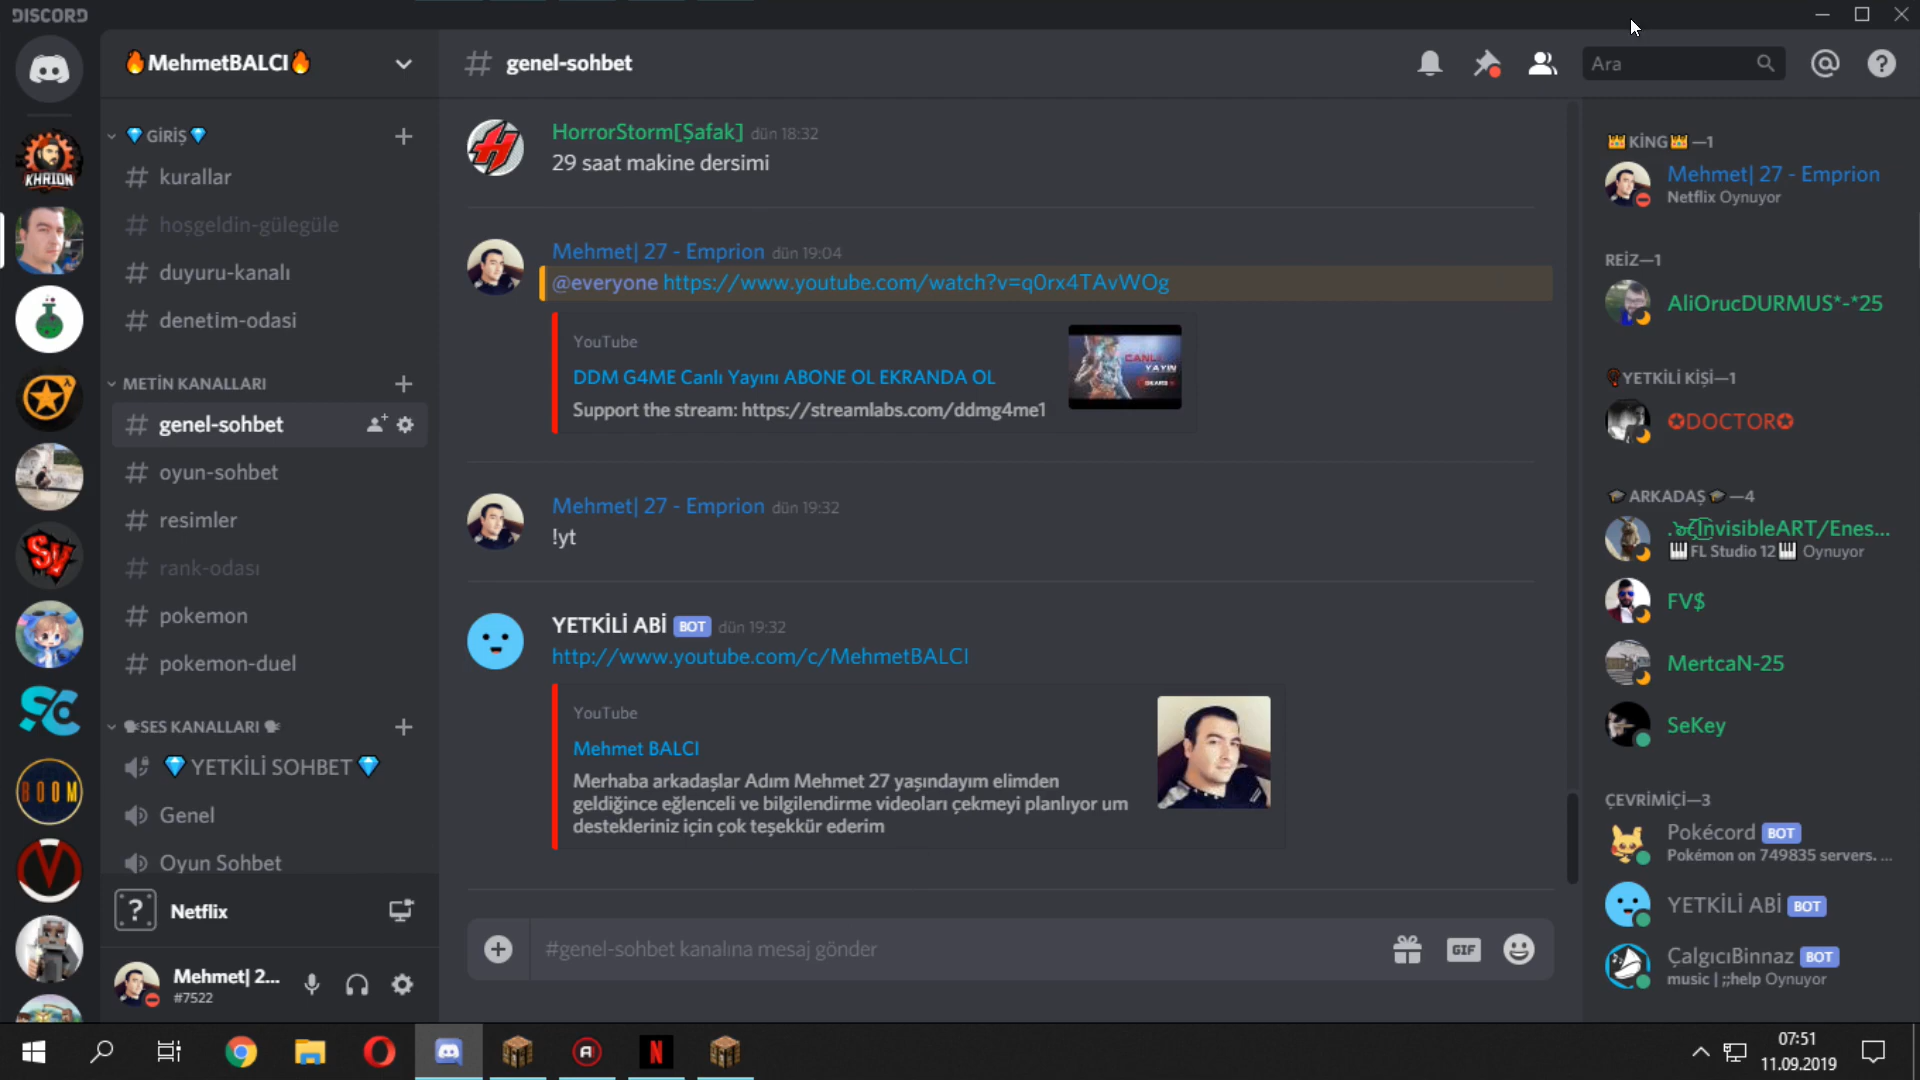 DISCORD
🔥MehmetBALCI🔥
# genel-sohbet
Ara
💎GİRİŞ💎
# kurallar
# hoşgeldin-gülegüle
# duyuru-kanalı
# denetim-odasi
METİN KANALLARI
# genel-sohbet
# oyun-sohbet
# resimler
# rank-odası
# pokemon
# pokemon-duel
🗣SES KANALLARI🗣
💎YETKİLİ SOHBET💎
Genel
Oyun Sohbet
Netflix
Mehmet| 2...
#7522
KHRION
SV
BOOM
HorrorStorm[Şafak] dün 18:32
29 saat makine dersimi
Mehmet| 27 - Emprion dün 19:04
@everyone https://www.youtube.com/watch?v=q0rx4TAvWOg
YouTube
DDM G4ME Canlı Yayını ABONE OL EKRANDA OL
Support the stream: https://streamlabs.com/ddmg4me1
CANLI
YAYIN
Mehmet| 27 - Emprion dün 19:32
!yt
YETKİLİ ABİ BOT dün 19:32
http://www.youtube.com/c/MehmetBALCI
YouTube
Mehmet BALCI
Merhaba arkadaşlar Adım Mehmet 27 yaşındayım elimden
geldiğince eğlenceli ve bilgilendirme videoları çekmeyi planlıyor um
destekleriniz için çok teşekkür ederim
#genel-sohbet kanalına mesaj gönder
GIF
👑KİNG👑—1
Mehmet| 27 - Emprion
Netflix Oynuyor
REİZ—1
AliOrucDURMUS*-*25
YETKİLİ KİŞİ—1
✪DOCTOR✪
🎓ARKADAŞ🎓—4
InvisibleART/Enes...
🎹FL Studio 12🎹 Oynuyor
FV$
MertcaN-25
SeKey
ÇEVRİMİÇİ—3
Pokécord BOT
Pokémon on 749835 servers. ...
YETKİLİ ABİ BOT
ÇalgıcıBinnaz BOT
music | ;;help Oynuyor
07:51
11.09.2019